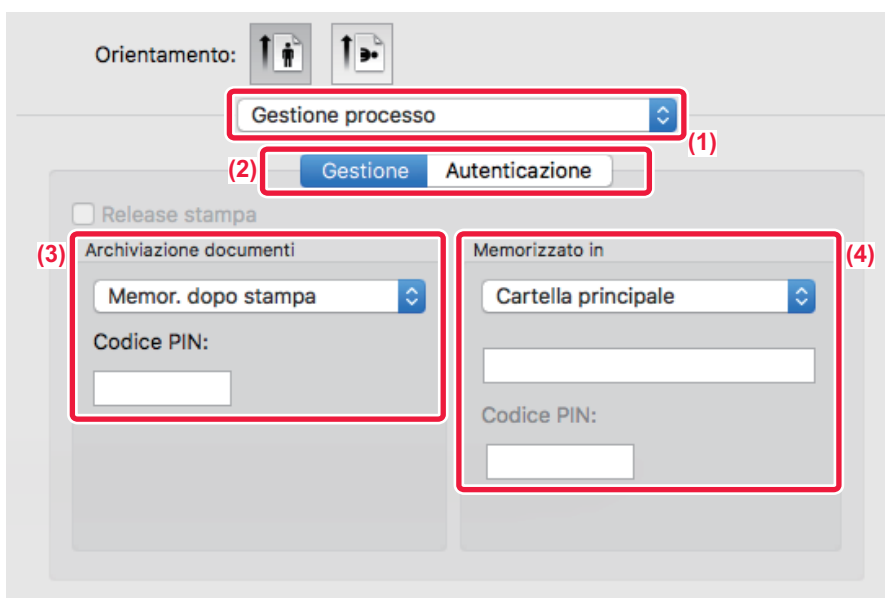 Orientamento:
Gestione processo
(1)
(2)
Gestione Autenticazione
Release stampa
(3)
Archiviazione documenti
Memor. dopo stampa
Codice PIN:
Memorizzato in
(4)
Cartella principale
Codice PIN: